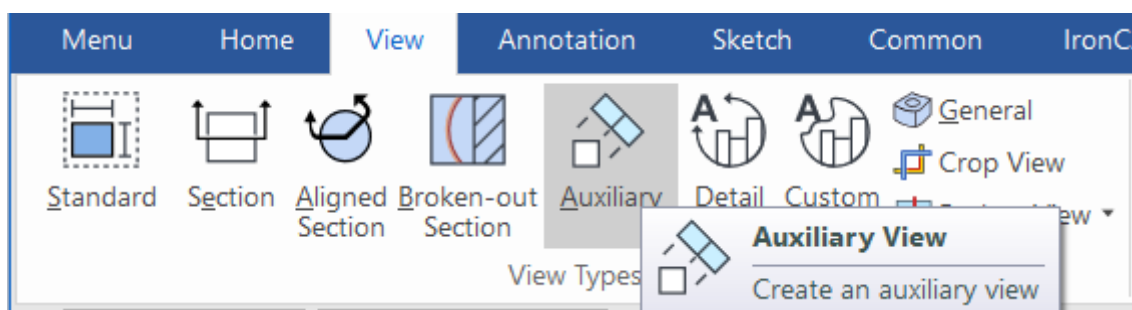 Menu Home View Annotation Sketch Common IronC
Standard Section Aligned Section Broken-out Section Auxiliary Detail Custom
General
Crop View
View Types
Auxiliary View
Create an auxiliary view